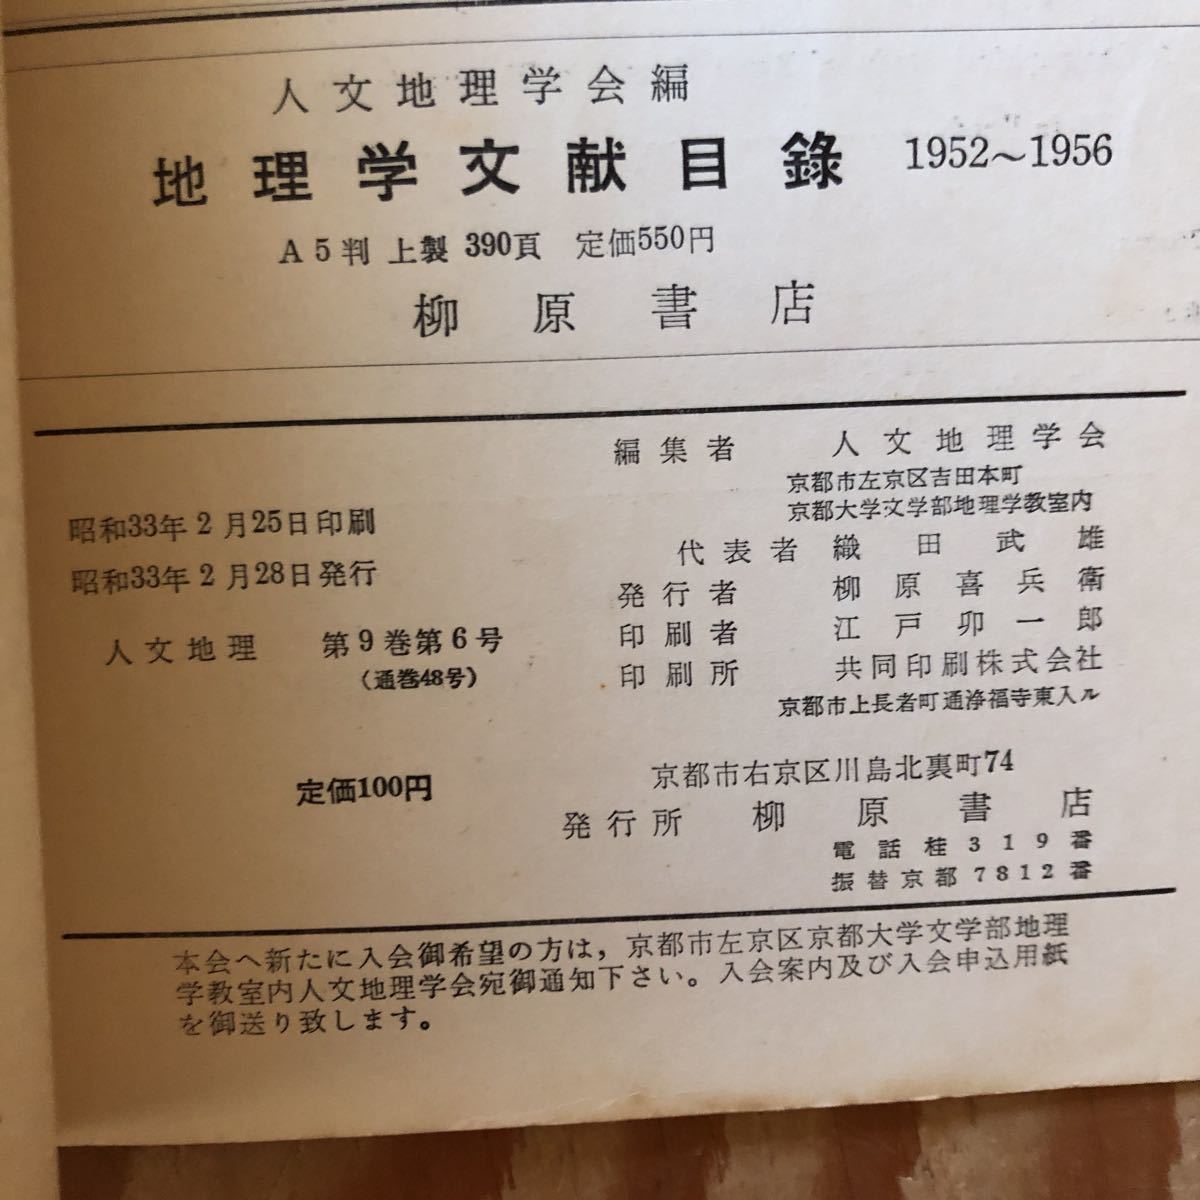 人文地理学会編
地理学文献目錄 1952〜1956
A5判 上製 390頁 定価550円
柳原書店
昭和33年2月25日印刷
昭和33年2月28日発行
人文地理 第9巻第6号
(通巻48号)
定価100円
編集者 人文地理学会
京都市左京区吉田本町
京都大学文学部地理学教室内
代表者 織田武雄
発行者 柳原喜兵衛
印刷者 江戸卯一郎
印刷所 共同印刷株式会社
京都市上長者町通浄福寺東入ル
京都市右京区川島北裏町74
発行所 柳原書店
電話桂319番
振替京都7812番
本会へ新たに入会御希望の方は,京都市左京区京都大学文学部地理
学教室内人文地理学会宛御通知下さい。入会案内及び入会申込用紙
を御送り致します。